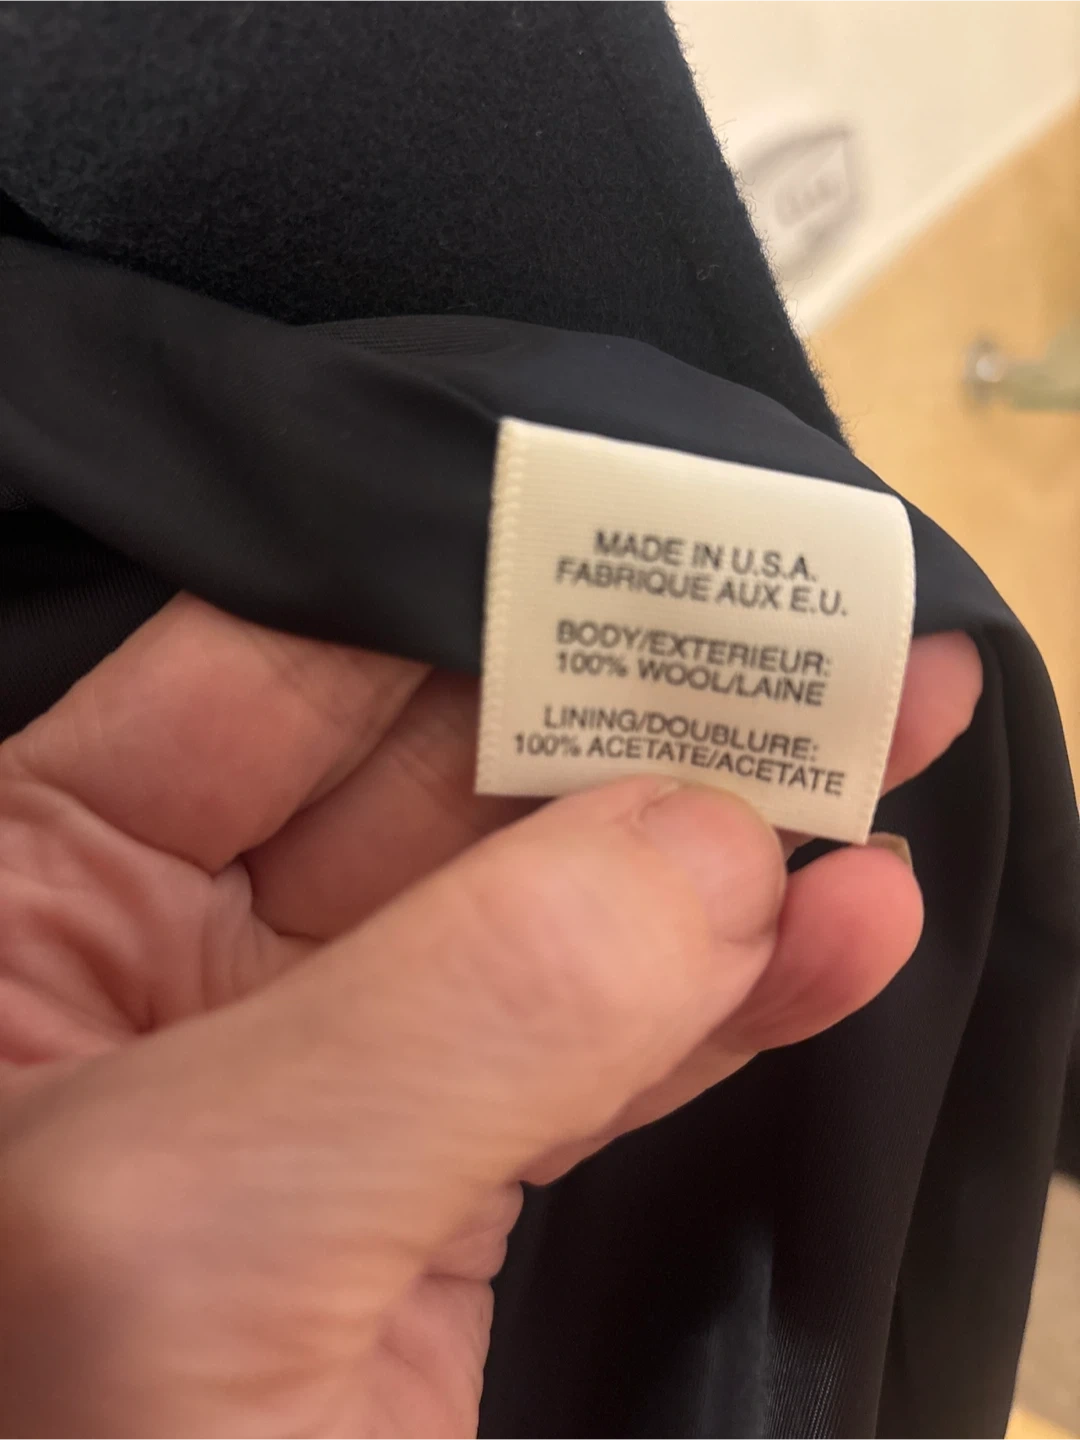 MADE IN U.S.A.
FABRIQUE AUX E.U.
BODY/EXTERIEUR:
100% WOOL/LAINE
LINING/DOUBLURE:
100% ACETATE/ACETATE